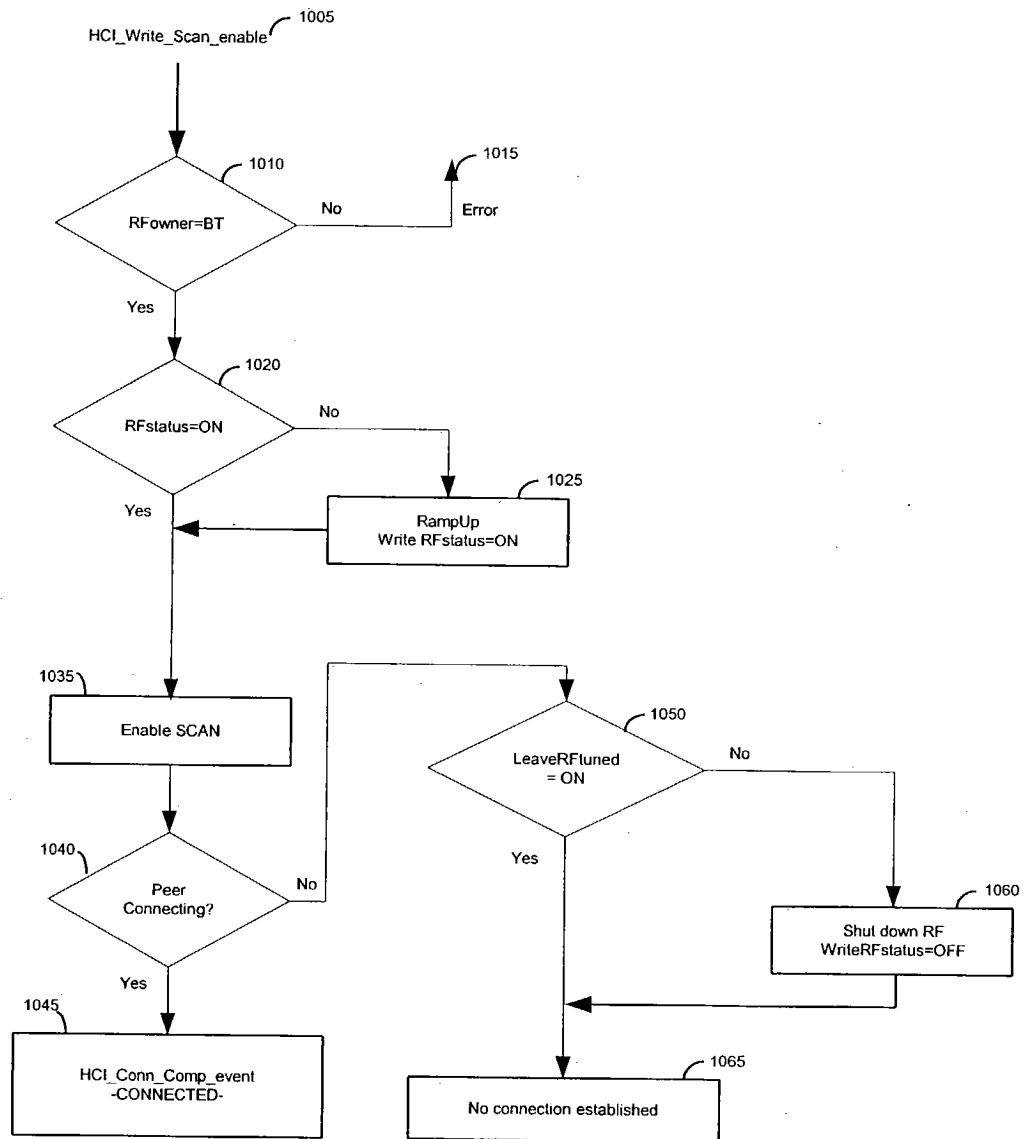 1005
HCI_Write_Scan_enable
1010
1015
RFowner=BT
No
Error
Yes
1020
RFstatus=ON
No
1025
Yes
RampUp
Write RFstatus=ON
1035
Enable SCAN
1050
LeaveRFtuned
= ON
No
1040
Peer
Connecting?
No
Yes
1060
Shut down RF
WriteRFstatus=OFF
Yes
1045
HCI_Conn_Comp_event
-CONNECTED-
1065
No connection established